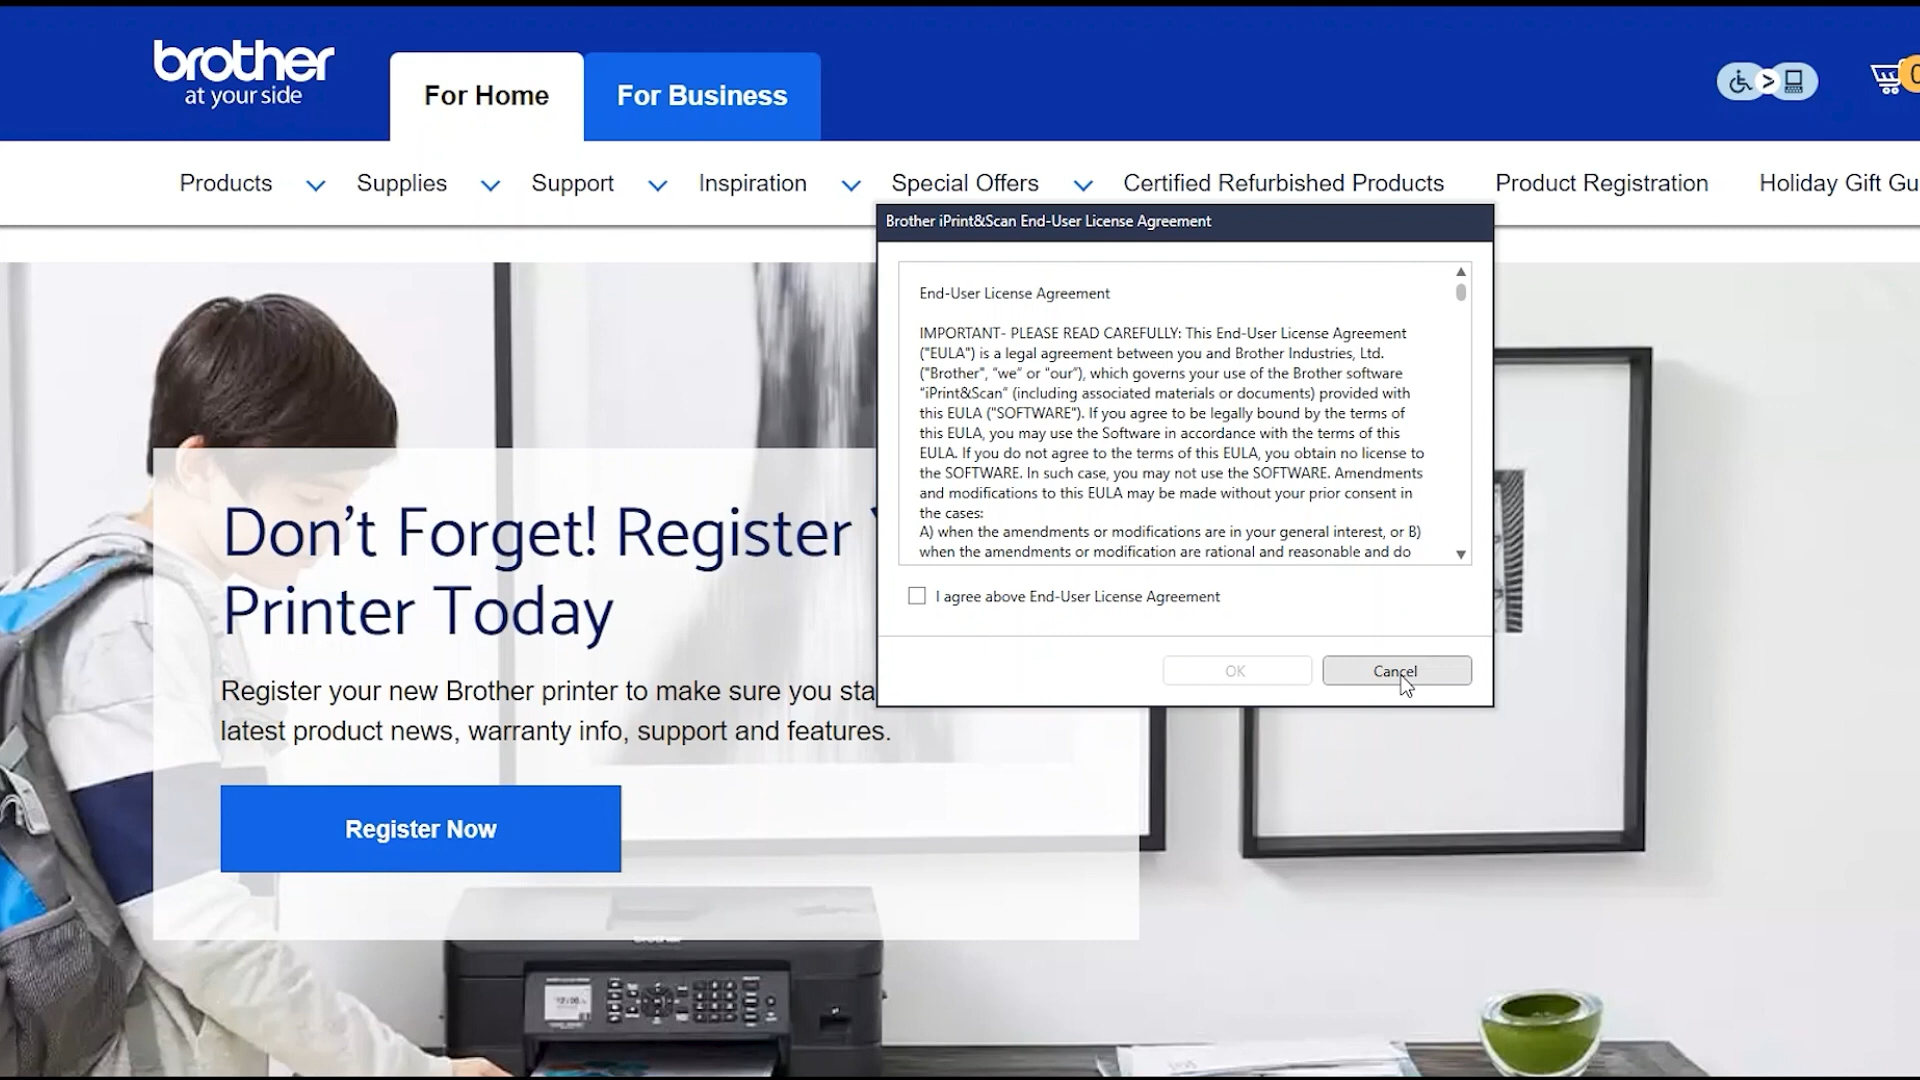 brother
at your side
For Home
For Business
Products
Supplies
Support
Inspiration
Special Offers
Certified Refurbished Products
Product Registration
Holiday Gift Gu
Brother iPrint&Scan End-User License Agreement
End-User License Agreement
IMPORTANT- PLEASE READ CAREFULLY: This End-User License Agreement
("EULA") is a legal agreement between you and Brother Industries, Ltd.
("Brother", "we" or "our"), which governs your use of the Brother software
"iPrint&Scan" (including associated materials or documents) provided with
this EULA ("SOFTWARE"). If you agree to be legally bound by the terms of
this EULA, you may use the Software in accordance with the terms of this
EULA. If you do not agree to the terms of this EULA, you obtain no license to
the SOFTWARE. In such case, you may not use the SOFTWARE. Amendments
and modifications to this EULA may be made without your prior consent in
the cases:
A) when the amendments or modifications are in your general interest, or B)
when the amendments or modification are rational and reasonable and do
I agree above End-User License Agreement
OK
Cancel
Don't Forget! Register
Printer Today
Register your new Brother printer to make sure you sta
latest product news, warranty info, support and features.
Register Now
brother